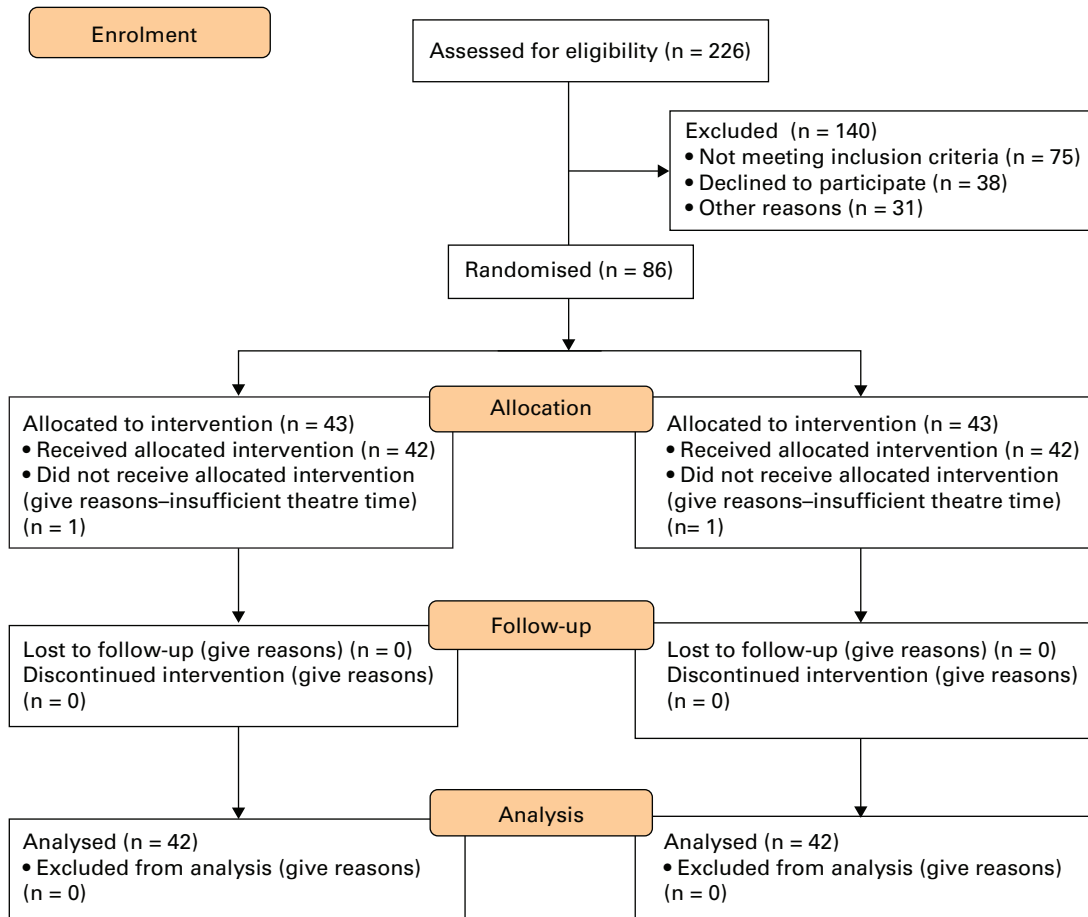 Enrolment
Assessed for eligibility (n = 226)
Excluded (n = 140)
• Not meeting inclusion criteria (n = 75)
• Declined to participate (n = 38)
• Other reasons (n = 31)
Randomised (n = 86)
Allocation
Allocated to intervention (n = 43)
• Received allocated intervention (n = 42)
• Did not receive allocated intervention
(give reasons–insufficient theatre time)
(n = 1)
Allocated to intervention (n = 43)
• Received allocated intervention (n = 42)
• Did not receive allocated intervention
(give reasons–insufficient theatre time)
(n= 1)
Follow-up
Lost to follow-up (give reasons) (n = 0)
Discontinued intervention (give reasons)
(n = 0)
Lost to follow-up (give reasons) (n = 0)
Discontinued intervention (give reasons)
(n = 0)
Analysis
Analysed (n = 42)
• Excluded from analysis (give reasons)
(n = 0)
Analysed (n = 42)
• Excluded from analysis (give reasons)
(n = 0)